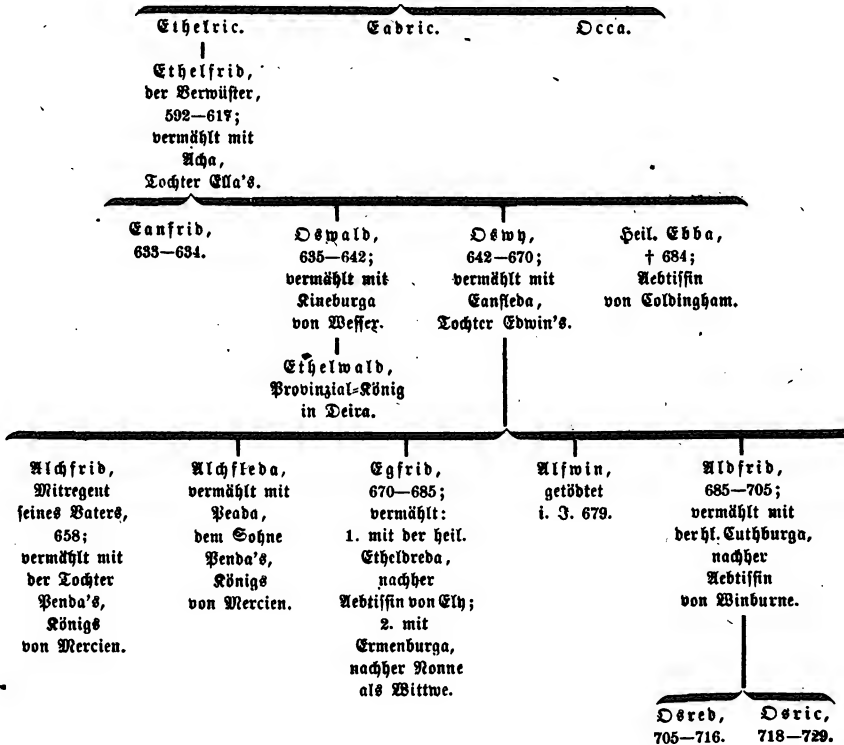 Ethelric.
Eadric.
Occa.
Ethelfrid,
der Verwüster,
592—617;
vermählt mit
Acha,
Tochter Ella's.
Eanfrid,
633—634.
Oswald,
635—642;
vermählt mit
Kineburga
von Wessex.
Ethelwald,
Provinzial-König
in Deira.
Oswy,
642—670;
vermählt mit
Eanfleda,
Tochter Edwin's.
Heil. Ebba,
† 684;
Aebtissin
von Coldingham.
Alchfrid,
Mitregent
seines Vaters,
658;
vermählt mit
der Tochter
Penda's,
Königs
von Mercien.
Alchfleda,
vermählt mit
Peada,
dem Sohne
Penda's,
Königs
von Mercien.
Egfrid,
670—685;
vermählt:
1. mit der heil.
Etheldreda,
nachher
Aebtissin von Ely;
2. mit
Ermenburga,
nachher Nonne
als Wittwe.
Alfwin,
getödtet
i. J. 679.
Aldfrid,
685—705;
vermählt mit
der hl. Cuthburga,
nachher
Aebtissin
von Winburne.
Osred,
705—716.
Osric,
718—729.